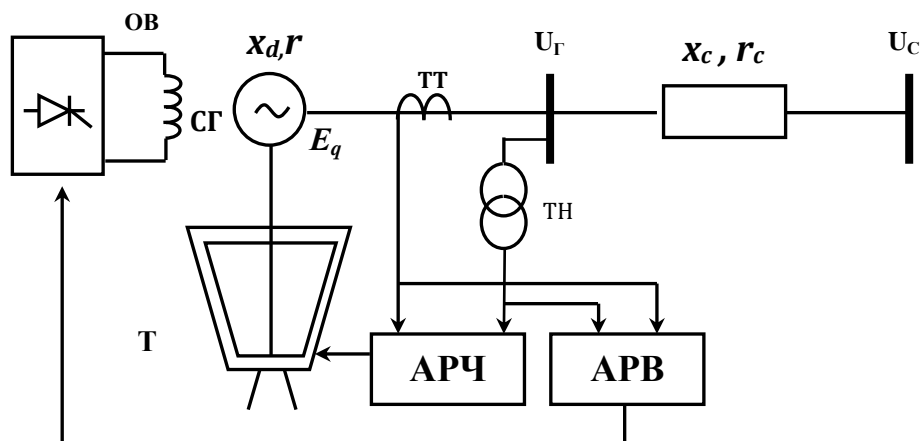 ОВ
x_d,r
U_Г
x_c , r_c
U_С
ТТ
СГ
E_q
ТН
Т
АРЧ
АРВ